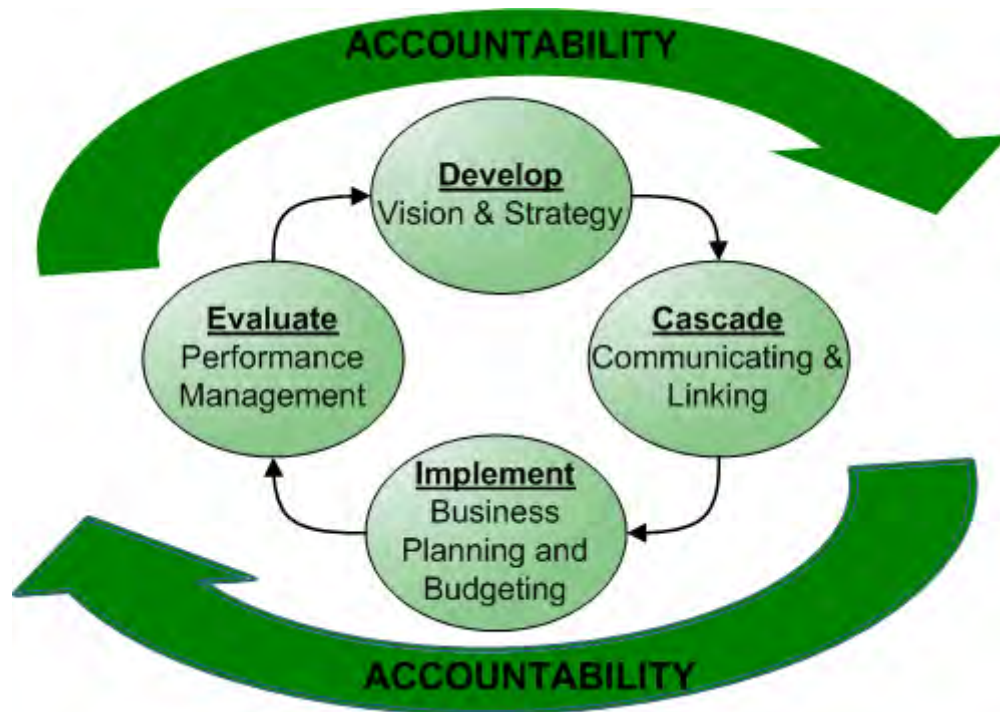 ACCOUNTABILITY
Develop
Vision & Strategy
Evaluate
Performance
Management
Cascade
Communicating &
Linking
Implement
Business
Planning and
Budgeting
ACCOUNTABILITY